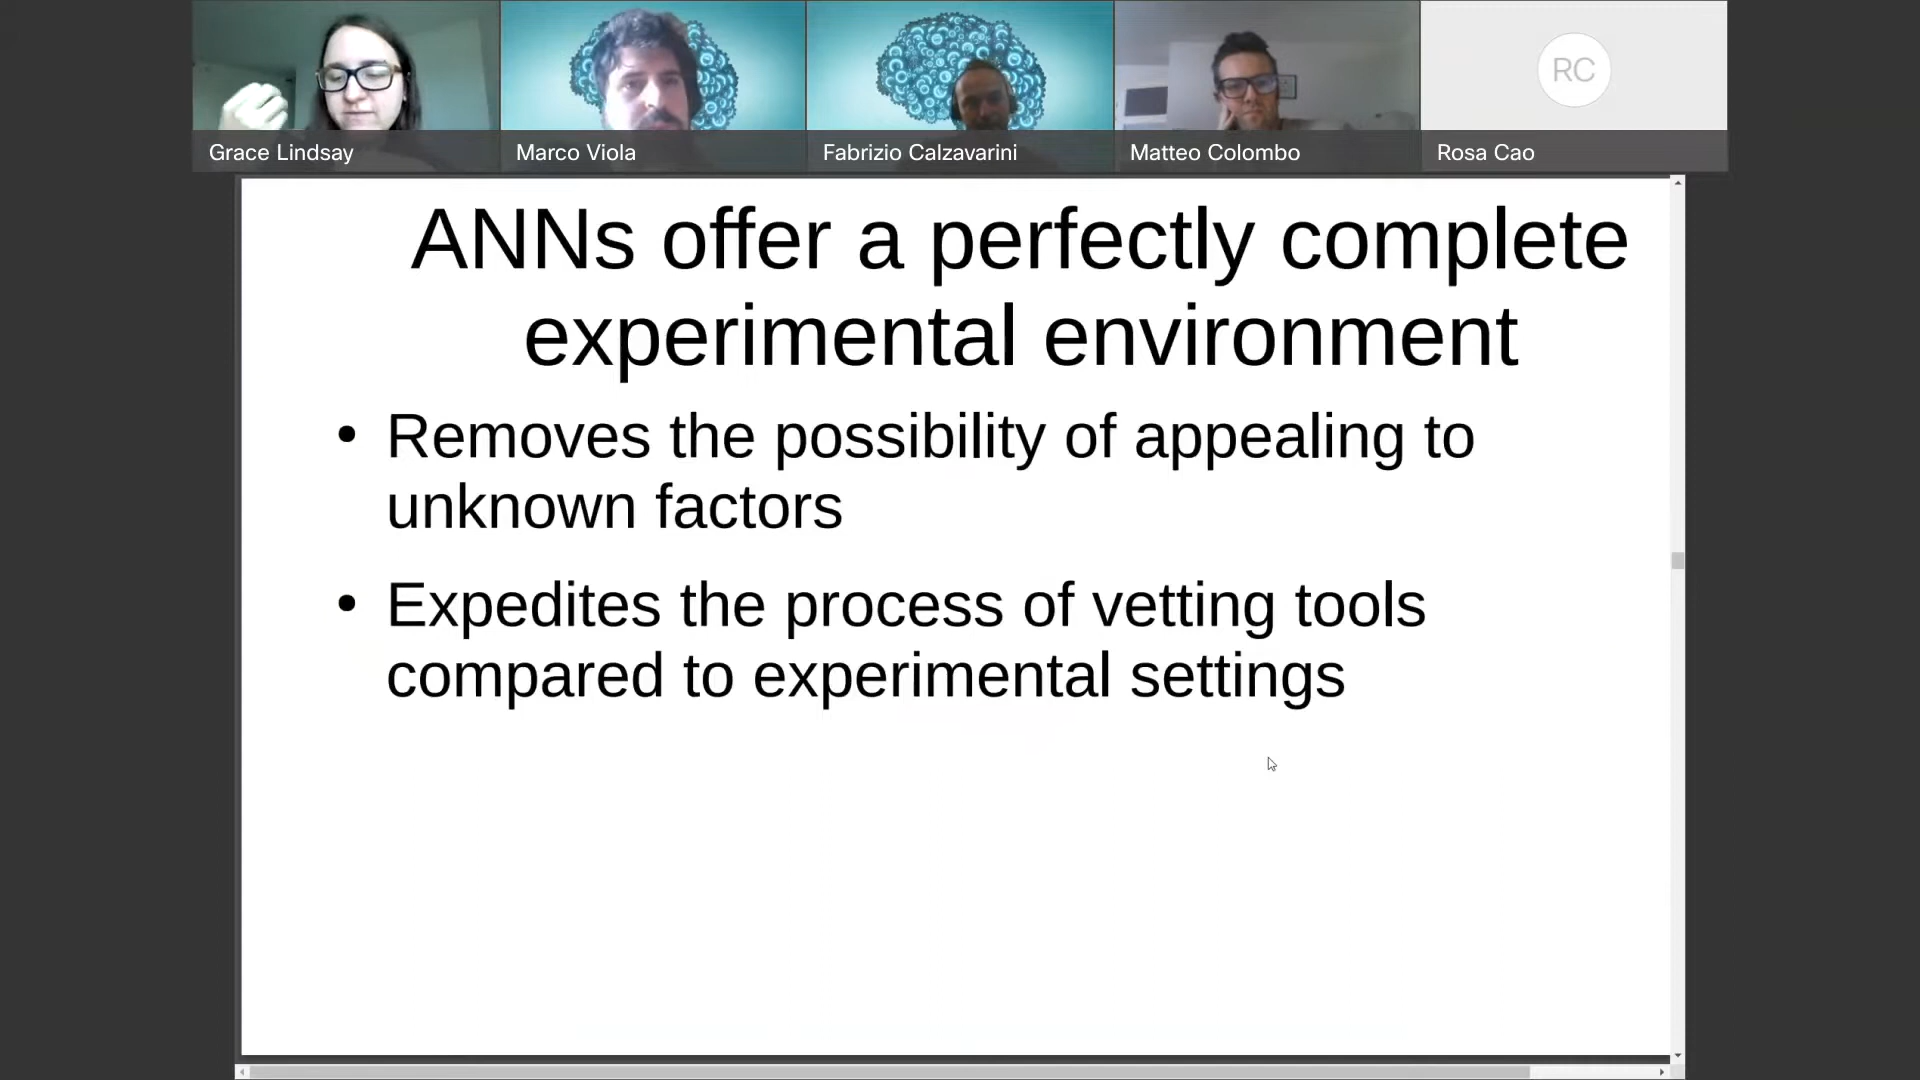 RC
Grace Lindsay
Marco Viola
Fabrizio Calzavarini
Matteo Colombo
Rosa Cao
ANNs offer a perfectly complete
experimental environment
• Removes the possibility of appealing to
unknown factors
• Expedites the process of vetting tools
compared to experimental settings